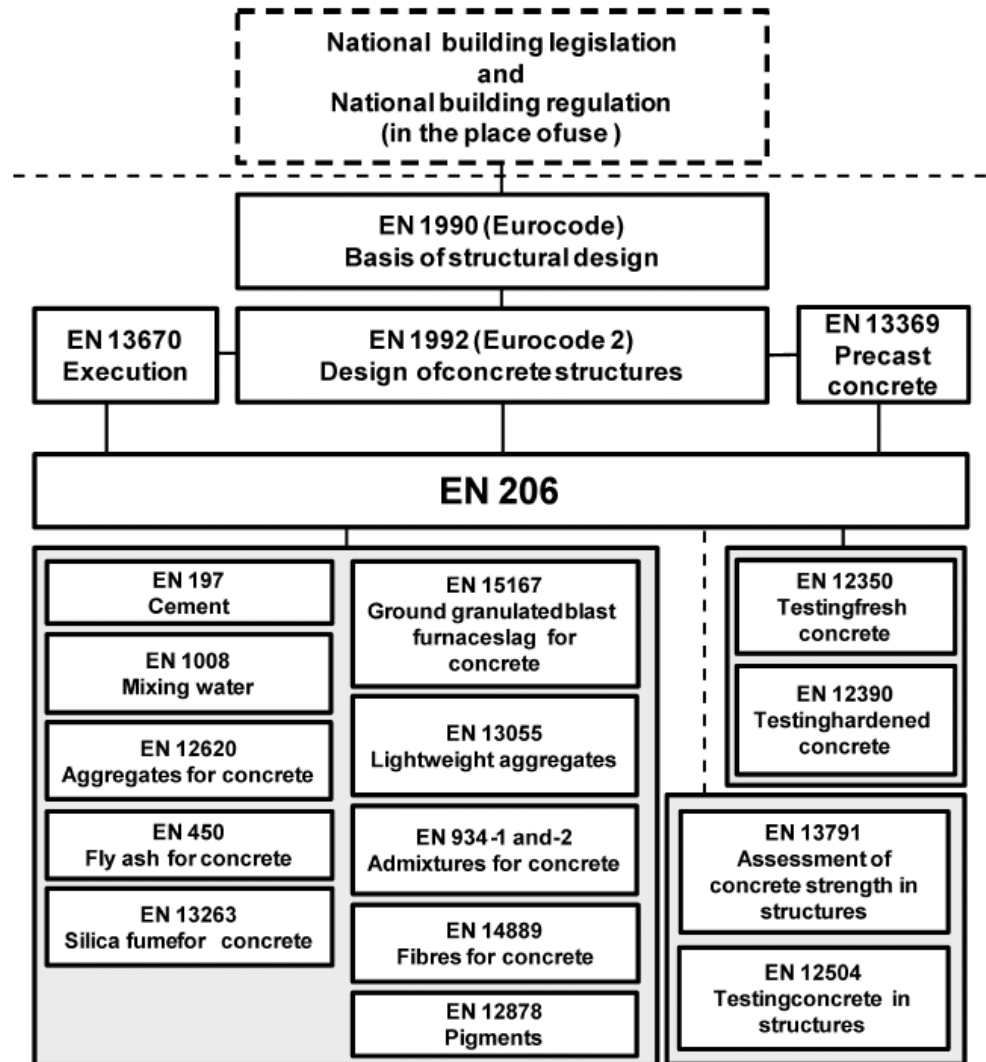 National building legislation
and
National building regulation
(in the place ofuse )
EN 1990 (Eurocode)
Basis of structural design
EN 13670
Execution
EN 1992 (Eurocode 2)
Design ofconcrete structures
EN 13369
Precast
concrete
EN 206
EN 197
Cement
EN 1008
Mixing water
EN 12620
Aggregates for concrete
EN 450
Fly ash for concrete
EN 13263
Silica fumefor concrete
EN 15167
Ground granulatedblast
furnaceslag for
concrete
EN 13055
Lightweight aggregates
EN 934-1 and-2
Admixtures for concrete
EN 14889
Fibres for concrete
EN 12878
Pigments
EN 12350
Testingfresh
concrete
EN 12390
Testinghardened
concrete
EN 13791
Assessment of
concrete strength in
structures
EN 12504
Testingconcrete in
structures